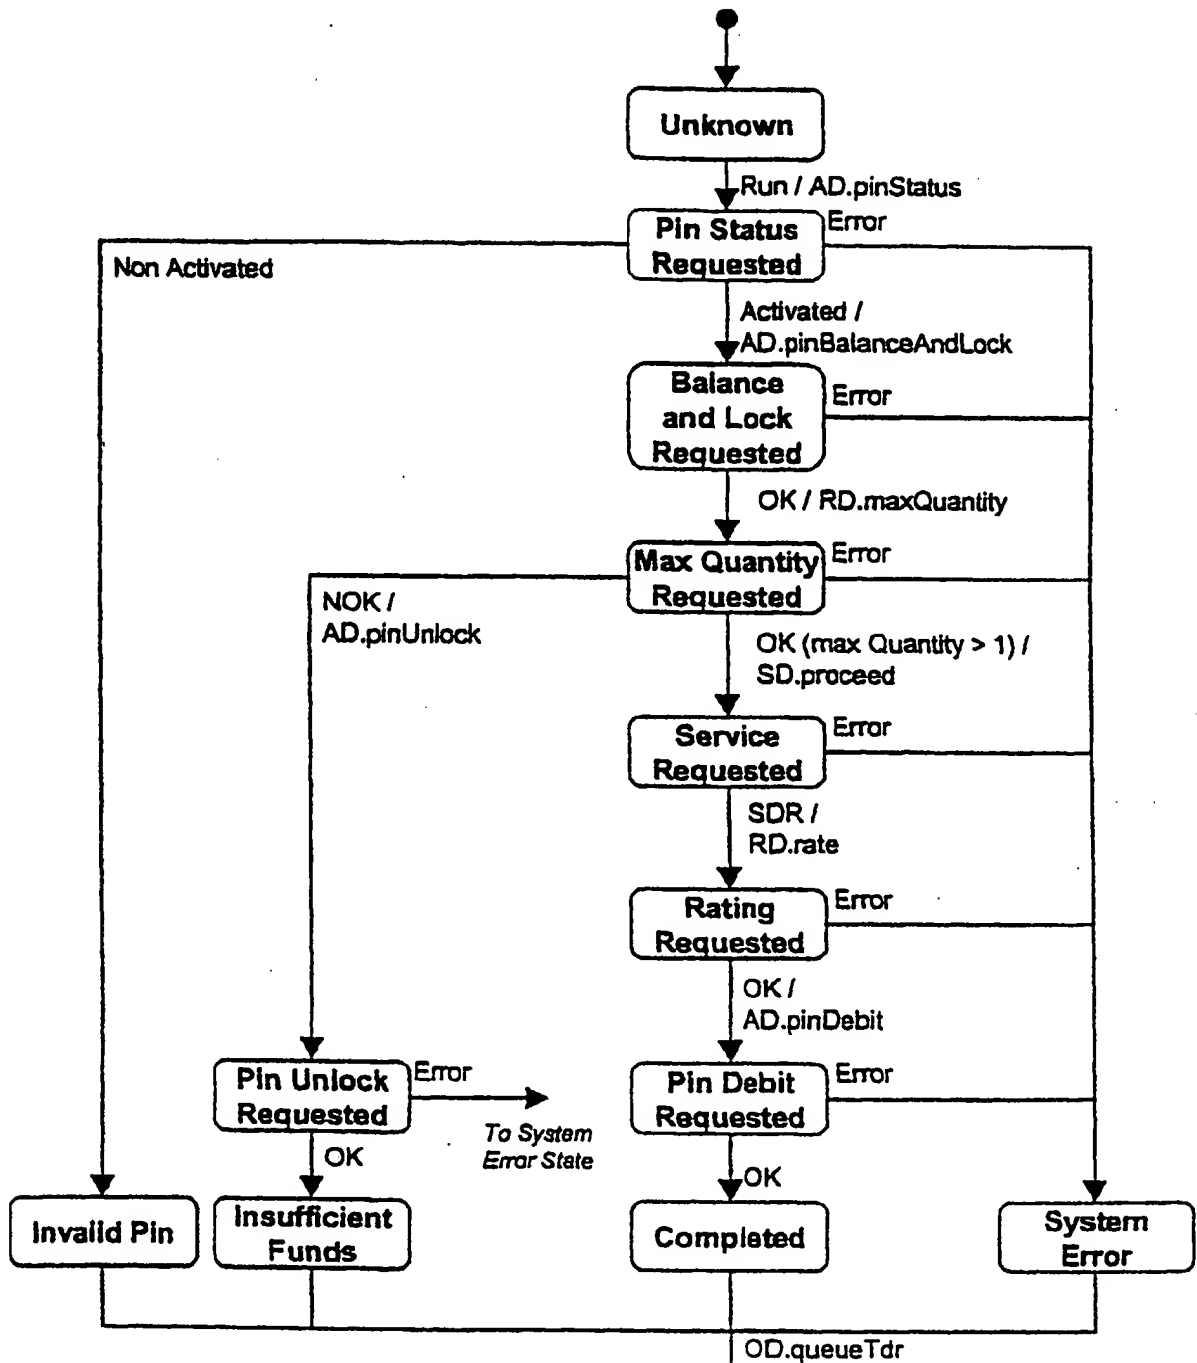 Unknown
Run / AD.pinStatus
Pin Status
Requested
Error
Non Activated
Activated /
AD.pinBalanceAndLock
Balance
and Lock
Requested
Error
OK / RD.maxQuantity
Max Quantity
Requested
Error
NOK /
AD.pinUnlock
OK (max Quantity > 1) /
SD.proceed
Service
Requested
Error
SDR /
RD.rate
Rating
Requested
Error
OK /
AD.pinDebit
Pin Unlock
Requested
Error
To System
Error State
Pin Debit
Requested
Error
OK
OK
Invalid Pin
Insufficient
Funds
Completed
System
Error
OD.queueTdr